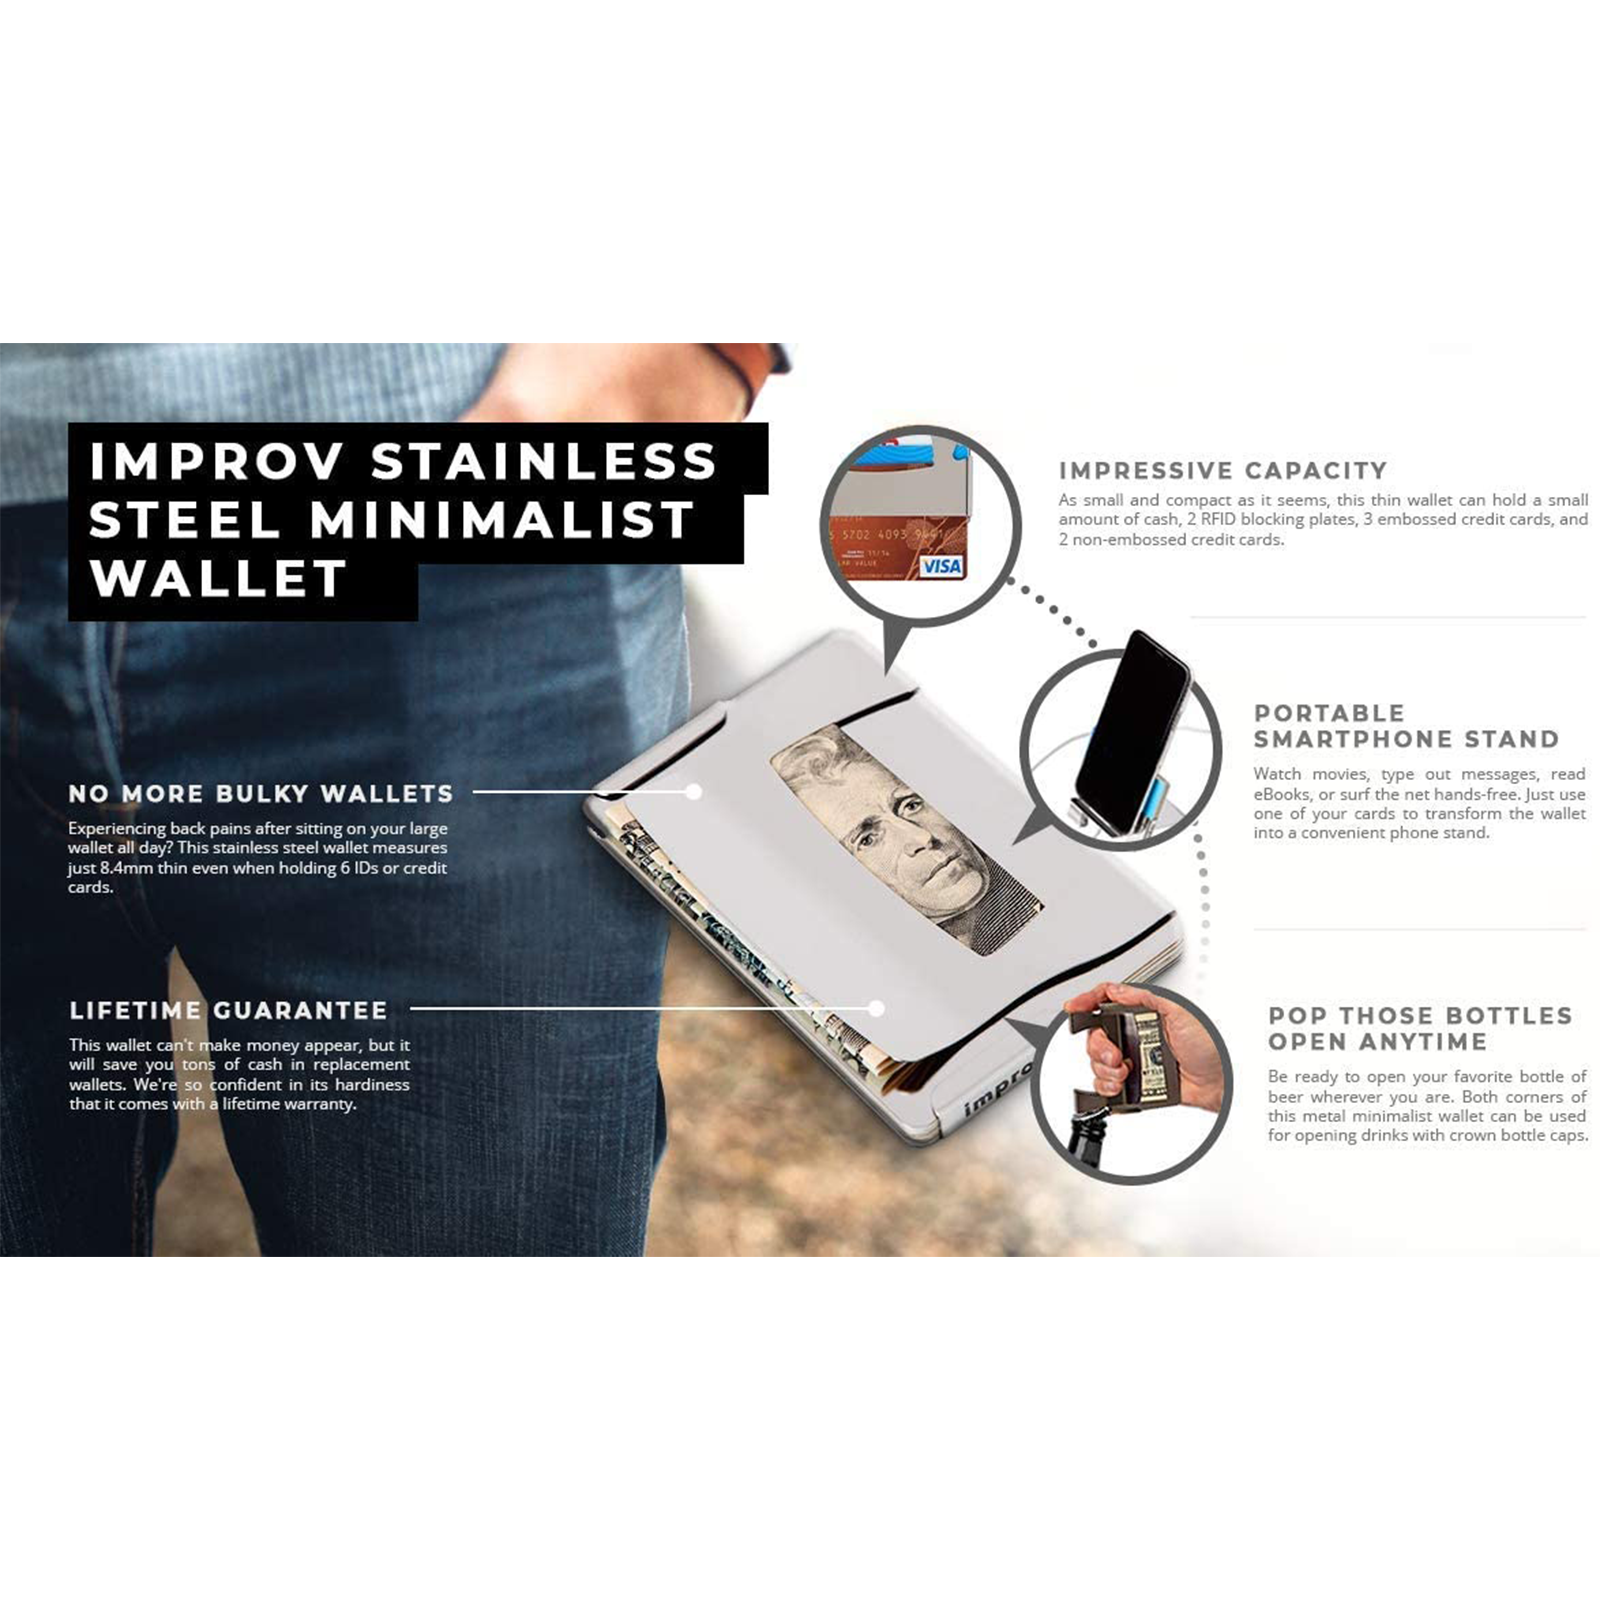 IMPROV STAINLESS
STEEL MINIMALIST
WALLET
NO MORE BULKY WALLETS
Experiencing back pains after sitting on your large
wallet all day? This stainless steel wallet measures
just 8.4mm thin even when holding 6 IDs or credit
cards.
LIFETIME GUARANTEE
This wallet can't make money appear, but it
will save you tons of cash in replacement
wallets. We're so confident in its hardiness
that it comes with a lifetime warranty.
IMPRESSIVE CAPACITY
As small and compact as it seems, this thin wallet can hold a small
amount of cash, 2 RFID blocking plates, 3 embossed credit cards, and
2 non-embossed credit cards.
PORTABLE
SMARTPHONE STAND
Watch movies, type out messages, read
eBooks, or surf the net hands-free. Just use
one of your cards to transform the wallet
into a convenient phone stand.
POP THOSE BOTTLES
OPEN ANYTIME
Be ready to open your favorite bottle of
beer wherever you are. Both corners of
this metal minimalist wallet can be used
for opening drinks with crown bottle caps.
5702 4093
11/14
VISA
impro